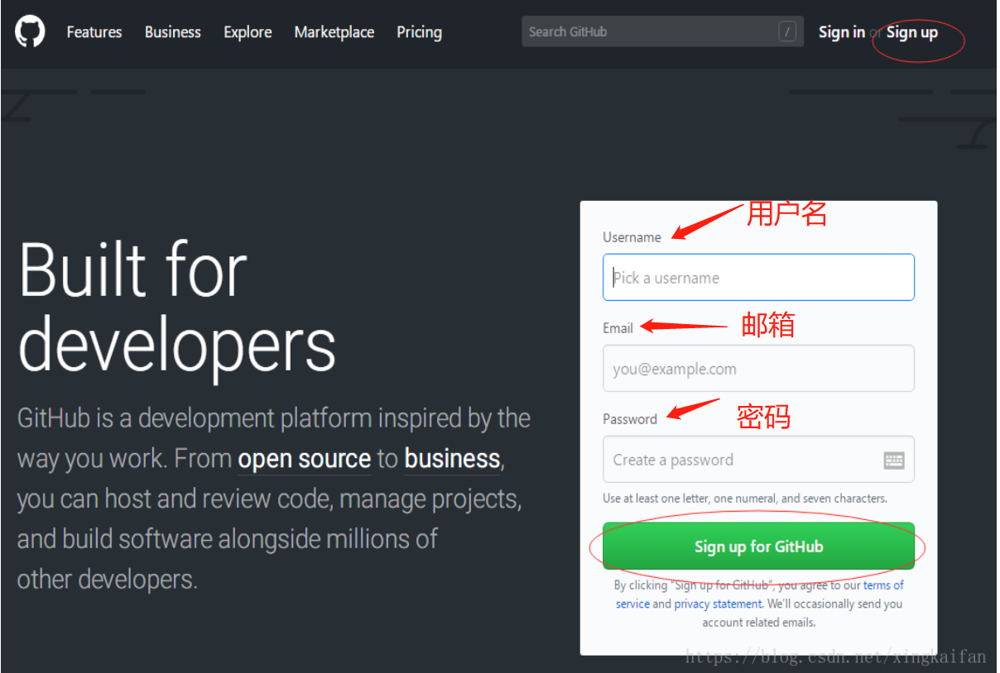 Features Business Explore Marketplace Pricing Search GitHub / Sign in or Sign up
Built for
developers
GitHub is a development platform inspired by the
way you work. From open source to business,
you can host and review code, manage projects,
and build software alongside millions of
other developers.
用户名
Username
Pick a username
Email 邮箱
you@example.com
Password 密码
Create a password
Use at least one letter, one numeral, and seven characters.
Sign up for GitHub
By clicking “Sign up for GitHub”, you agree to our terms of
service and privacy statement. We'll occasionally send you
account related emails.
https://blog.csdn.net/xingkaifan